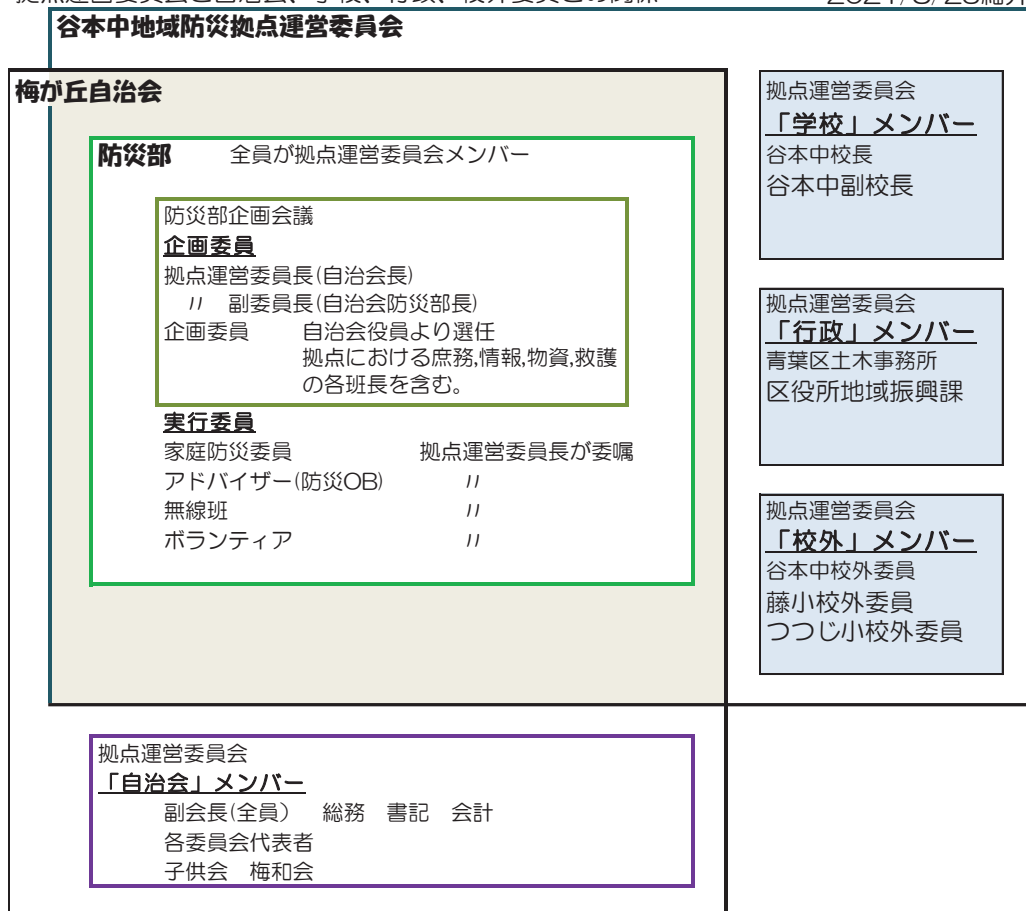 谷本中地域防災拠点運営委員会
梅が丘自治会
防災部 全員が拠点運営委員会メンバー
防災部企画会議
企画委員
拠点運営委員長(自治会長)
〃 副委員長(自治会防災部長)
企画委員 自治会役員より選任
拠点における庶務,情報,物資,救護
の各班長を含む。
実行委員
家庭防災委員 拠点運営委員長が委嘱
アドバイザー(防災OB) 〃
無線班 〃
ボランティア 〃
拠点運営委員会
「学校」メンバー
谷本中校長
谷本中副校長
拠点運営委員会
「行政」メンバー
青葉区土木事務所
区役所地域振興課
拠点運営委員会
「校外」メンバー
谷本中校外委員
藤小校外委員
つつじ小校外委員
拠点運営委員会
「自治会」メンバー
副会長(全員） 総務 書記 会計
各委員会代表者
子供会 梅和会